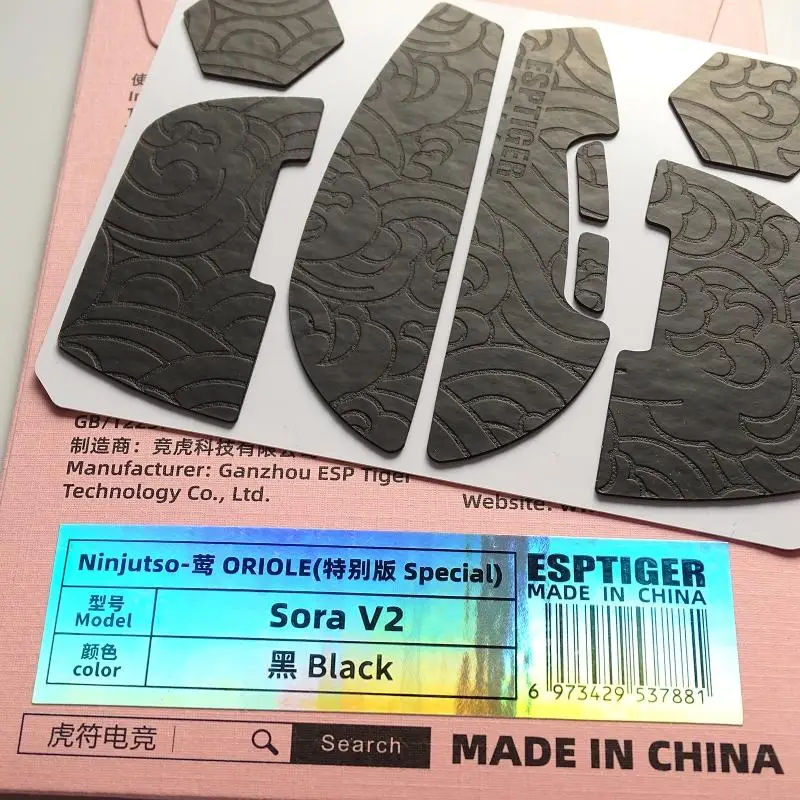 使
In
ESPTIGER
制造商：竞虎科技有限公
Manufacturer: Ganzhou ESP Tiger
Technology Co., Ltd.
Website:
Ninjutso-莺 ORIOLE(特别版 Special)
型号
Model
Sora V2
颜色
color
黑 Black
ESPTIGER
MADE IN CHINA
6 973429 537881
虎符电竞
Search
MADE IN CHINA